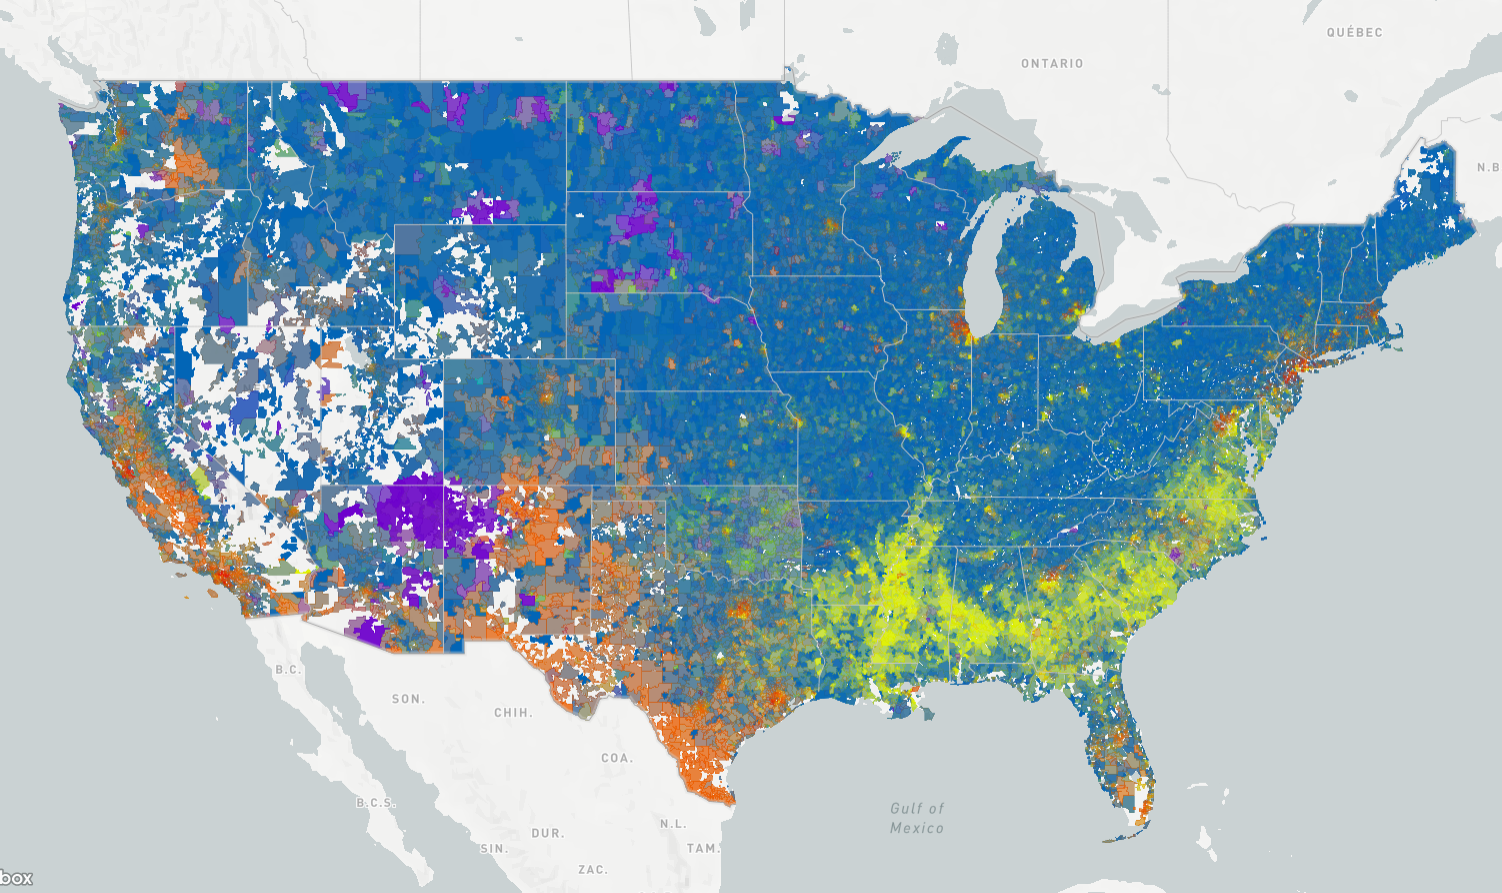 QUÉBEC
ONTARIO
N.B
B.C.
SON.
CHIH.
COA.
B.C.S.
Gulf of
Mexico
N.L.
DUR.
SIN.
TAM.
ZAC.
box